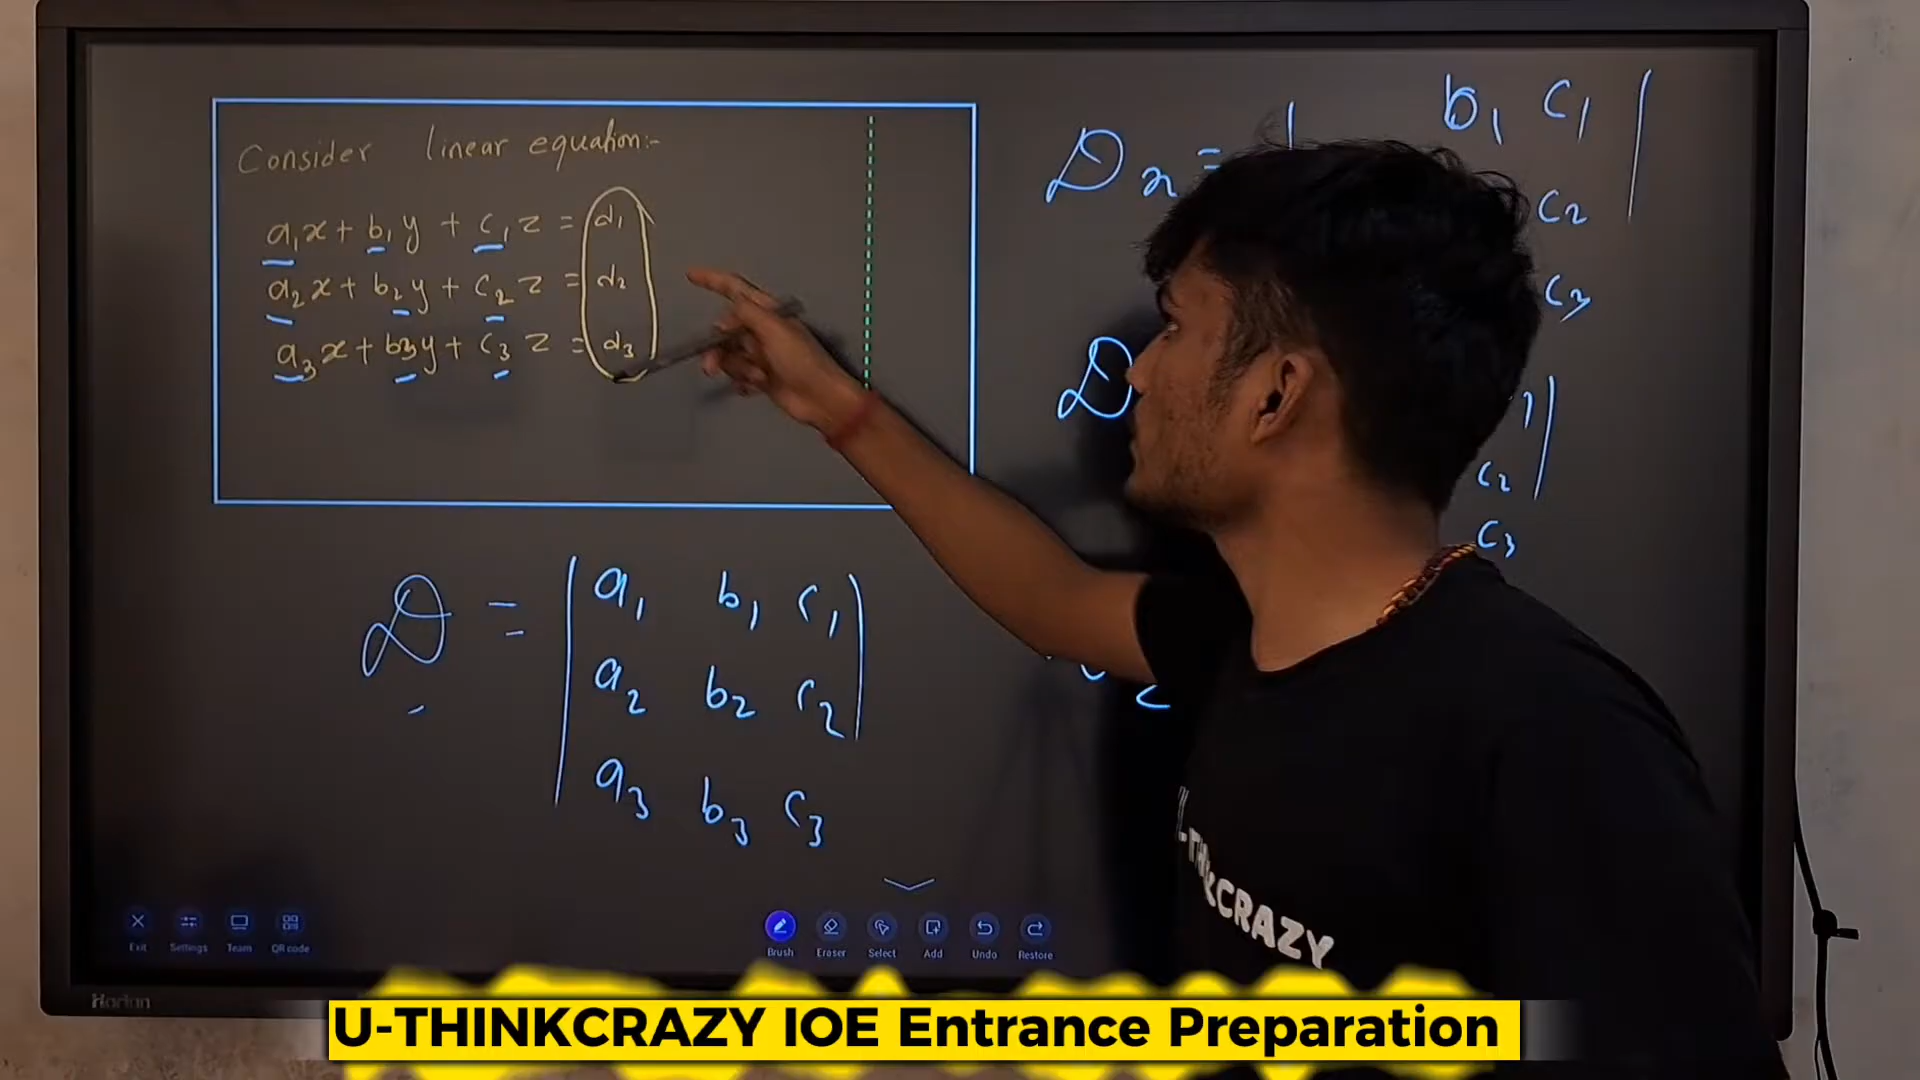 Consider linear equation:-
a₁x + b₁y + c₁z = d₁
a₂x + b₂y + c₂z = d₂
a₃x + b₃y + c₃z = d₃
D = | a₁ b₁ c₁ |
a₂ b₂ c₂
a₃ b₃ c₃
Dx = | b₁ c₁ |
c₂
c₃
D
1 |
c₂
c₃
Exit Settings Team QR code
Brush Eraser Select Add Undo Restore
CRAZY
U-THINKCRAZY IOE Entrance Preparation